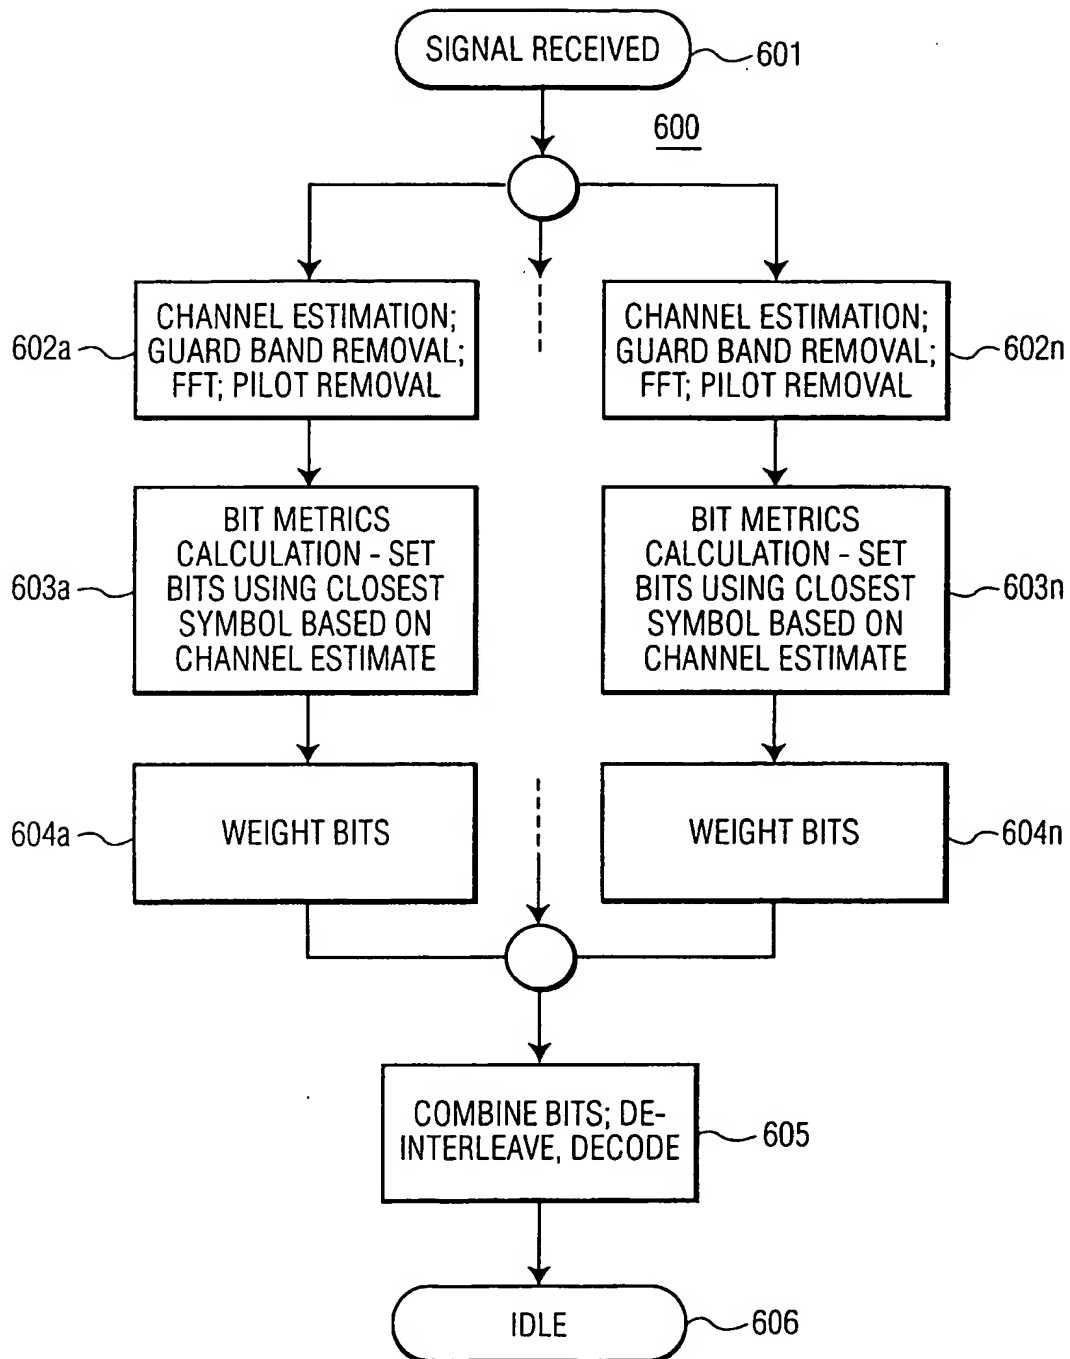 SIGNAL RECEIVED
601
600
CHANNEL ESTIMATION;
GUARD BAND REMOVAL;
FFT; PILOT REMOVAL
602a
CHANNEL ESTIMATION;
GUARD BAND REMOVAL;
FFT; PILOT REMOVAL
602n
BIT METRICS
CALCULATION - SET
BITS USING CLOSEST
SYMBOL BASED ON
CHANNEL ESTIMATE
603a
BIT METRICS
CALCULATION - SET
BITS USING CLOSEST
SYMBOL BASED ON
CHANNEL ESTIMATE
603n
WEIGHT BITS
604a
WEIGHT BITS
604n
COMBINE BITS; DE-
INTERLEAVE, DECODE
605
IDLE
606